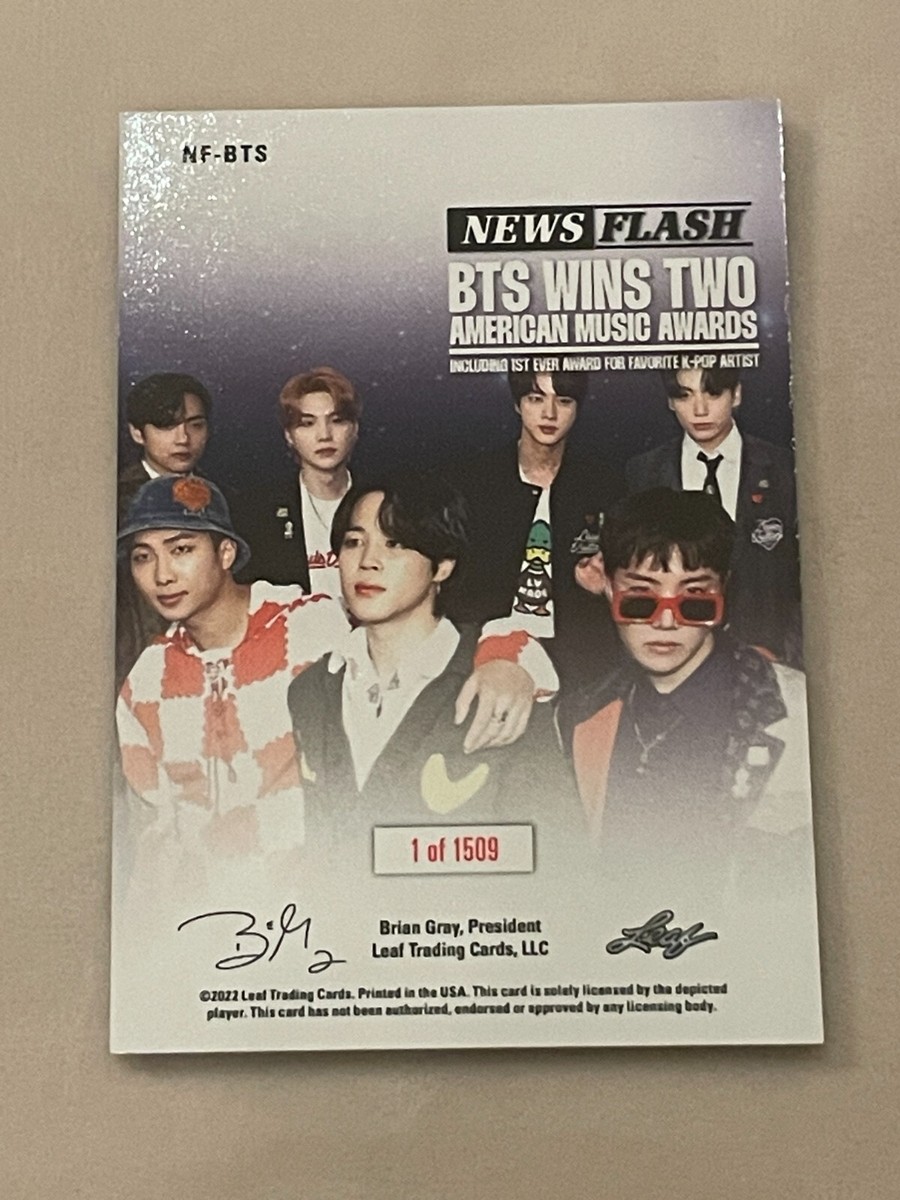 NF-BTS
NEWS FLASH
BTS WINS TWO
AMERICAN MUSIC AWARDS
INCLUDING 1ST EVER AWARD FOR FAVORITE K-POP ARTIST
LV
MADE
1 of 1509
Brian Gray, President
Leaf Trading Cards, LLC
Leaf
©2022 Leaf Trading Cards. Printed in the USA. This card is solely licensed by the depicted
player. This card has not been authorized, endorsed or approved by any licensing body.